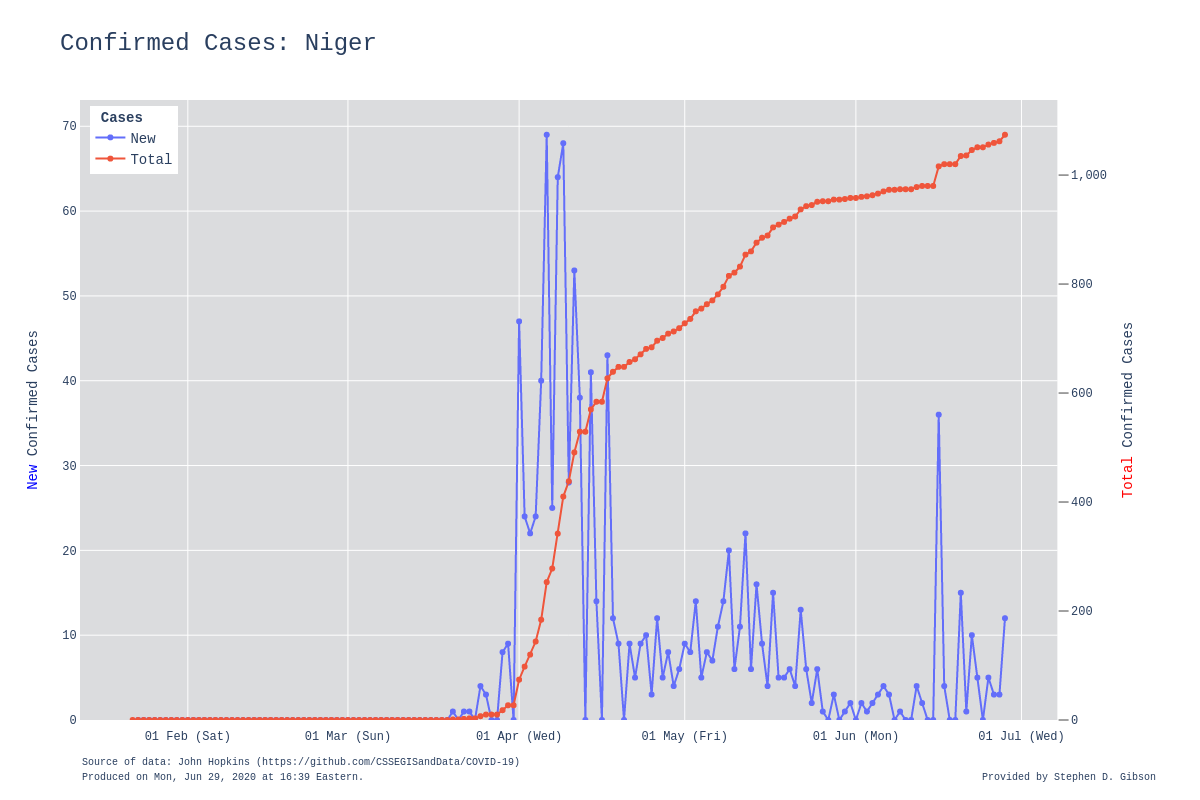 Confirmed Cases: Niger
Cases
New
Total
70
60
50
40
30
20
10
0
1,000
800
600
400
200
0
New Confirmed Cases
Total Confirmed Cases
01 Feb (Sat)
01 Mar (Sun)
01 Apr (Wed)
01 May (Fri)
01 Jun (Mon)
01 Jul (Wed)
Source of data: John Hopkins (https://github.com/CSSEGISandData/COVID-19)
Produced on Mon, Jun 29, 2020 at 16:39 Eastern.
Provided by Stephen D. Gibson